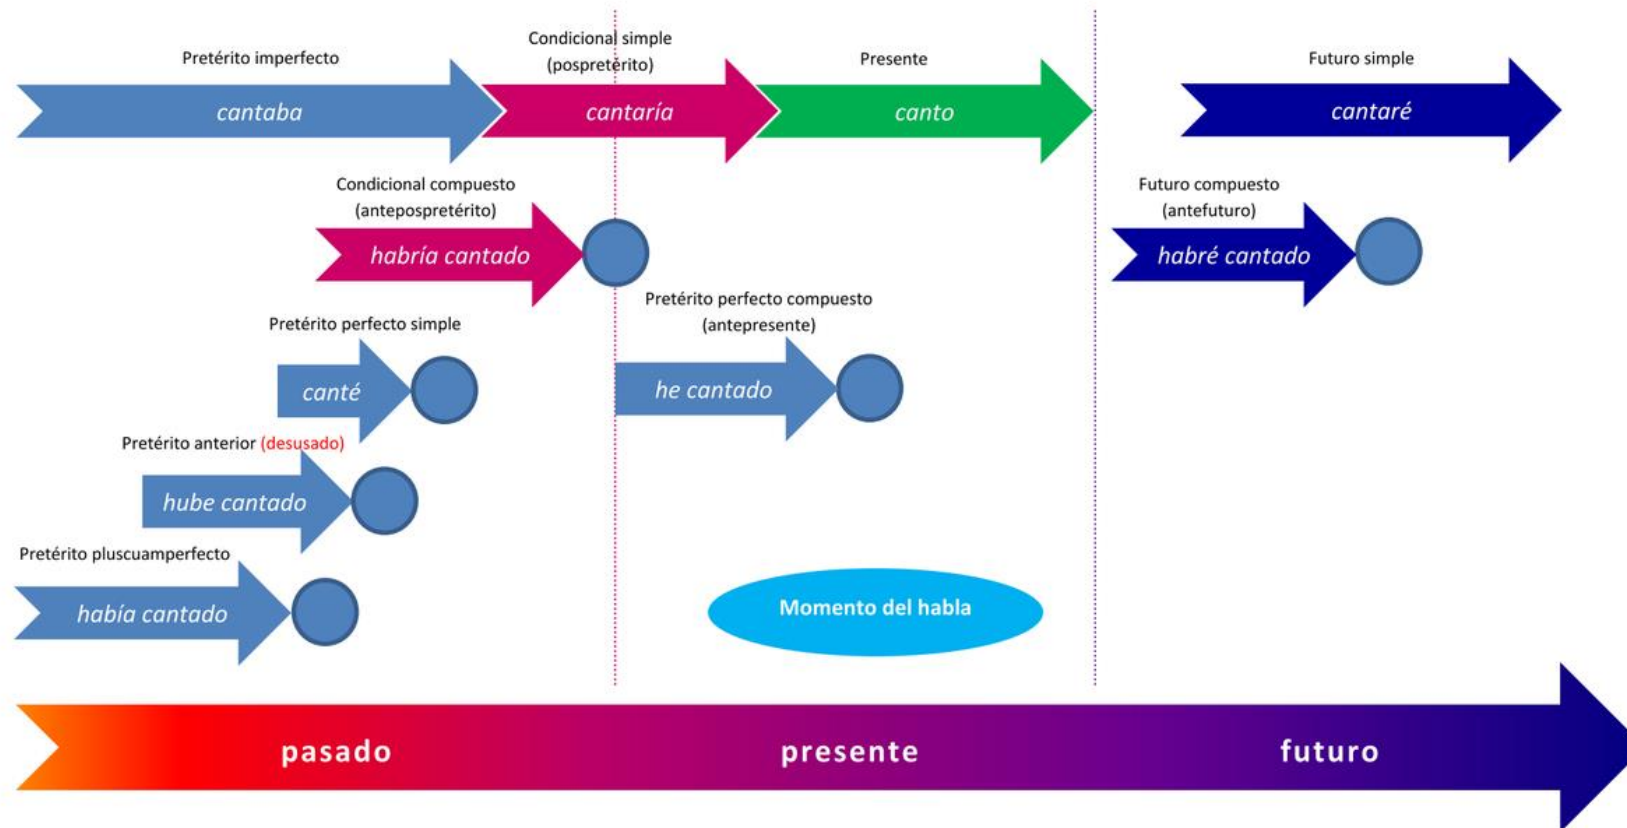 Pretérito imperfecto
cantaba
Condicional simple
(pospretérito)
cantaría
Presente
canto
Futuro simple
cantaré
Condicional compuesto
(antepospretérito)
habría cantado
Futuro compuesto
(antefuturo)
habré cantado
Pretérito perfecto simple
canté
Pretérito perfecto compuesto
(antepresente)
he cantado
Pretérito anterior (desusado)
hube cantado
Pretérito pluscuamperfecto
había cantado
Momento del habla
pasado
presente
futuro